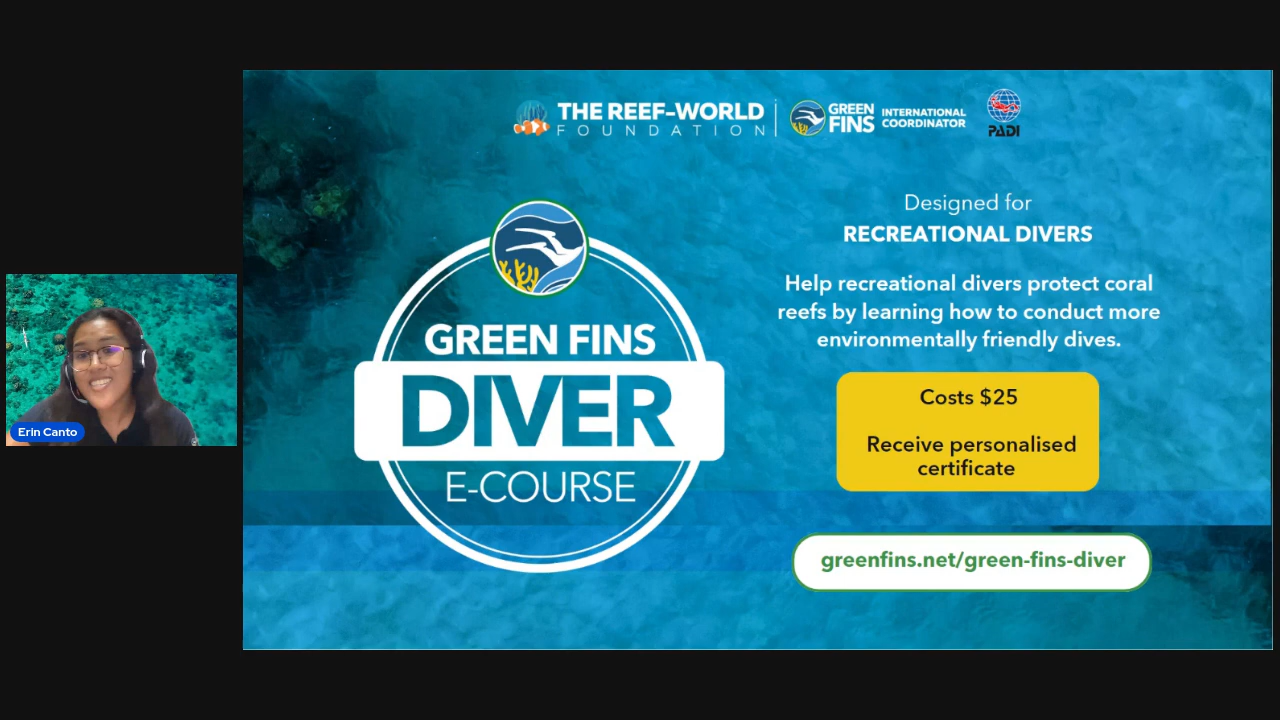 THE REEF-WORLD
FOUNDATION
GREEN
FINS
INTERNATIONAL
COORDINATOR
PADI
GREEN FINS
DIVER
E-COURSE
Designed for
RECREATIONAL DIVERS
Help recreational divers protect coral
reefs by learning how to conduct more
environmentally friendly dives.
Costs $25
Receive personalised
certificate
greenfins.net/green-fins-diver
Erin Canto